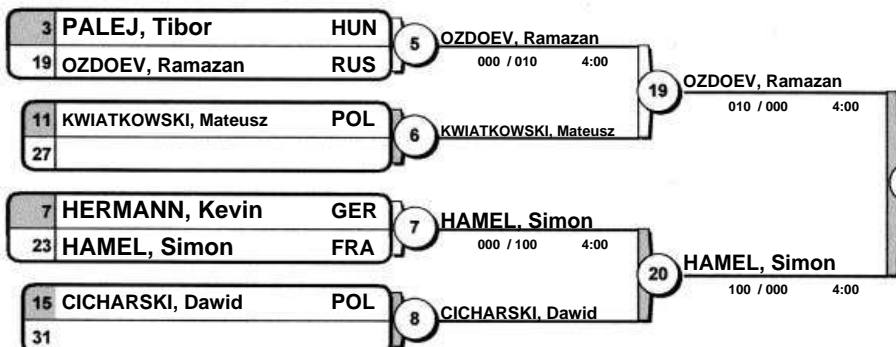 3 PALEJ, Tibor HUN
19 OZDOEV, Ramazan RUS
5 OZDOEV, Ramazan
000 / 010 4:00
11 KWIATKOWSKI, Mateusz POL
27
6 KWIATKOWSKI, Mateusz
19 OZDOEV, Ramazan
010 / 000 4:00
7 HERMANN, Kevin GER
23 HAMEL, Simon FRA
7 HAMEL, Simon
000 / 100 4:00
15 CICHARSKI, Dawid POL
31
8 CICHARSKI, Dawid
20 HAMEL, Simon
100 / 000 4:00